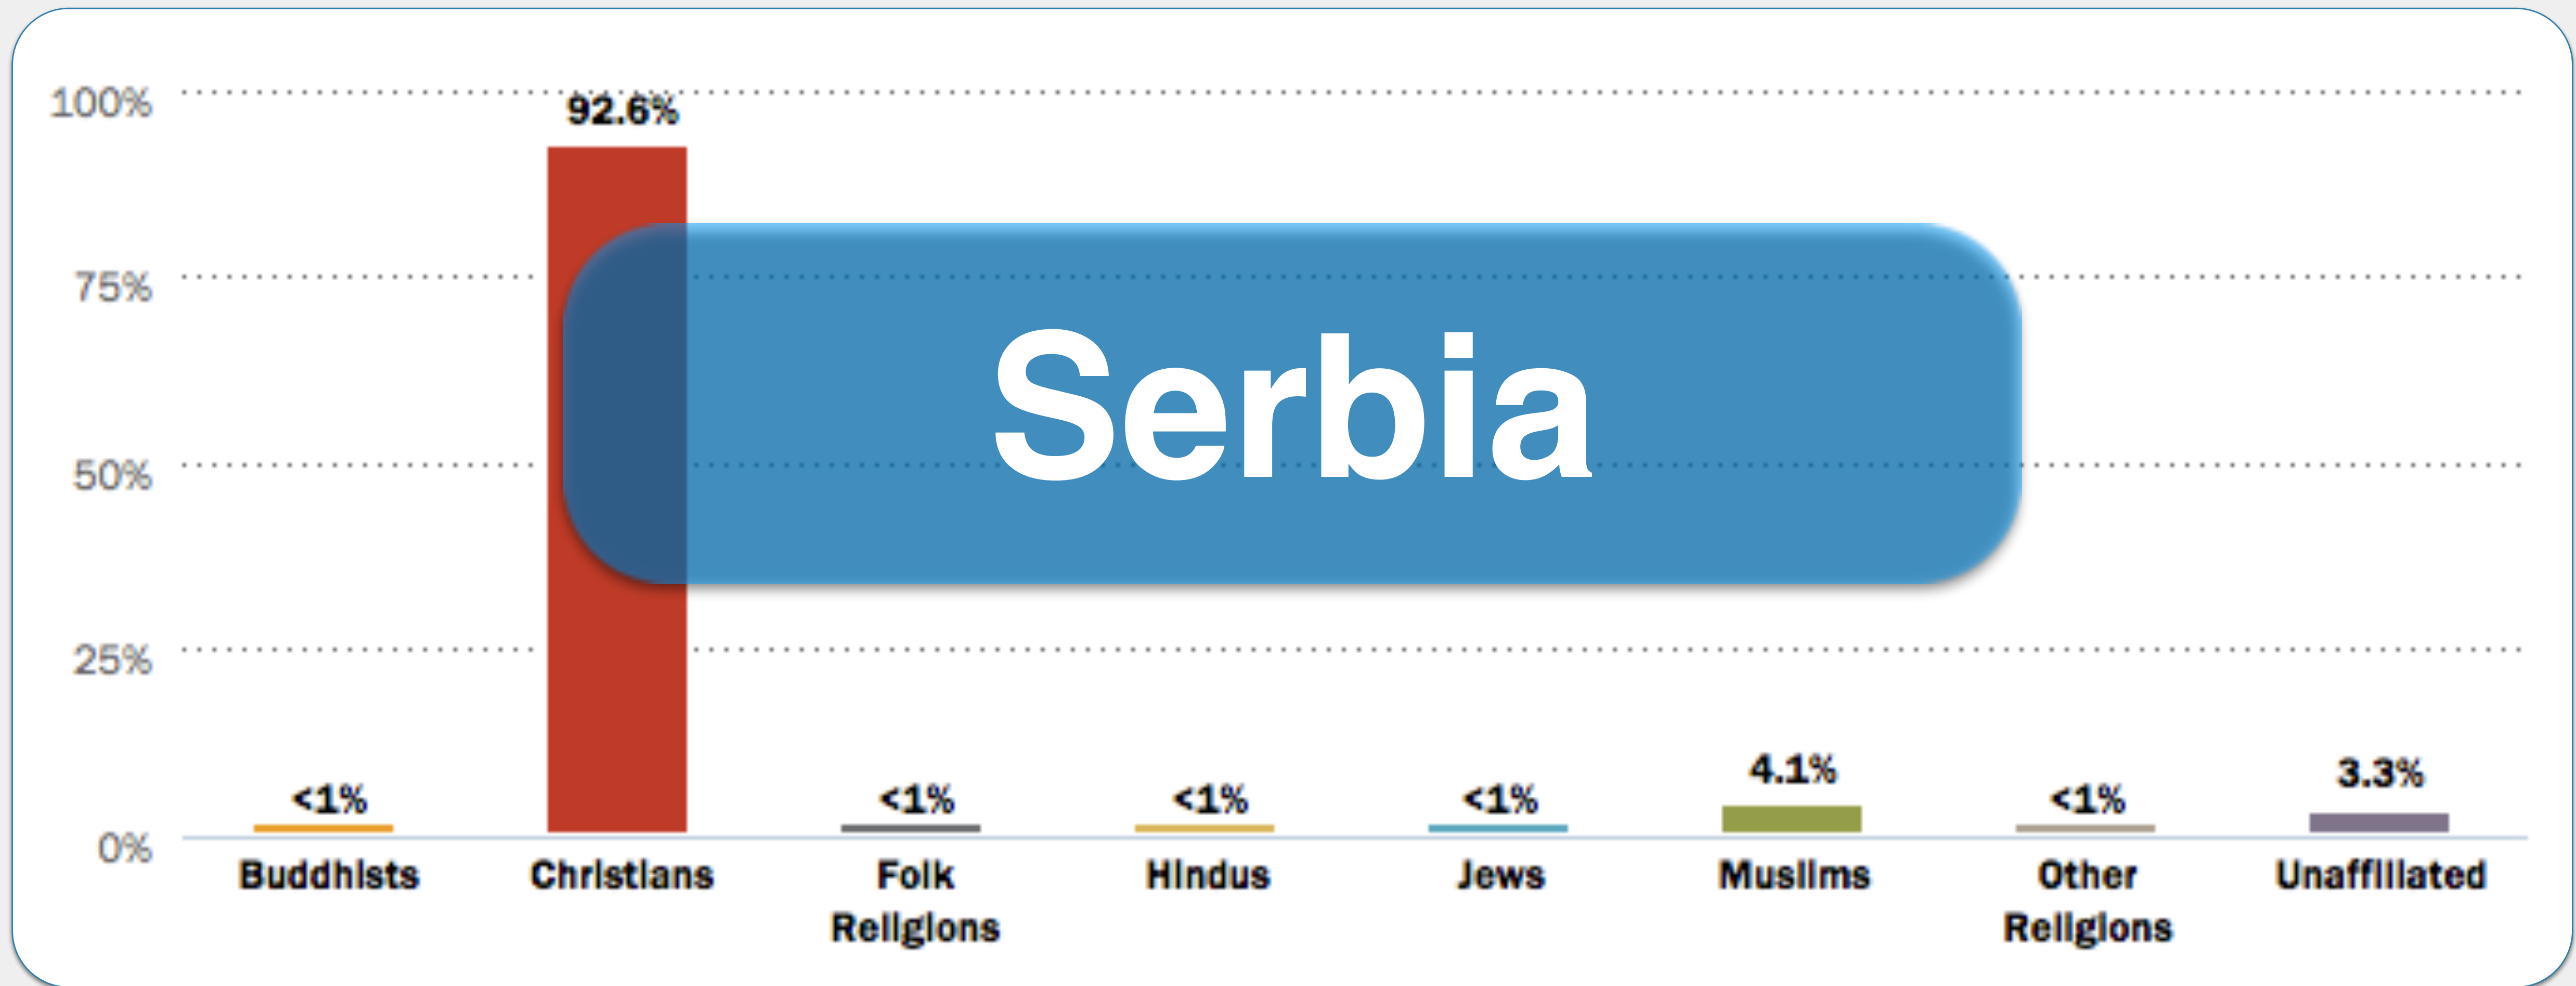 100%
92.6%
75%
Serbia
50%
25%
4.1%
3.3%
<1%
<1%
<1%
<1%
<1%
0%
Buddhists
Christians
Folk
Religions
Hindus
Jews
Muslims
Other
Religions
Unaffiliated